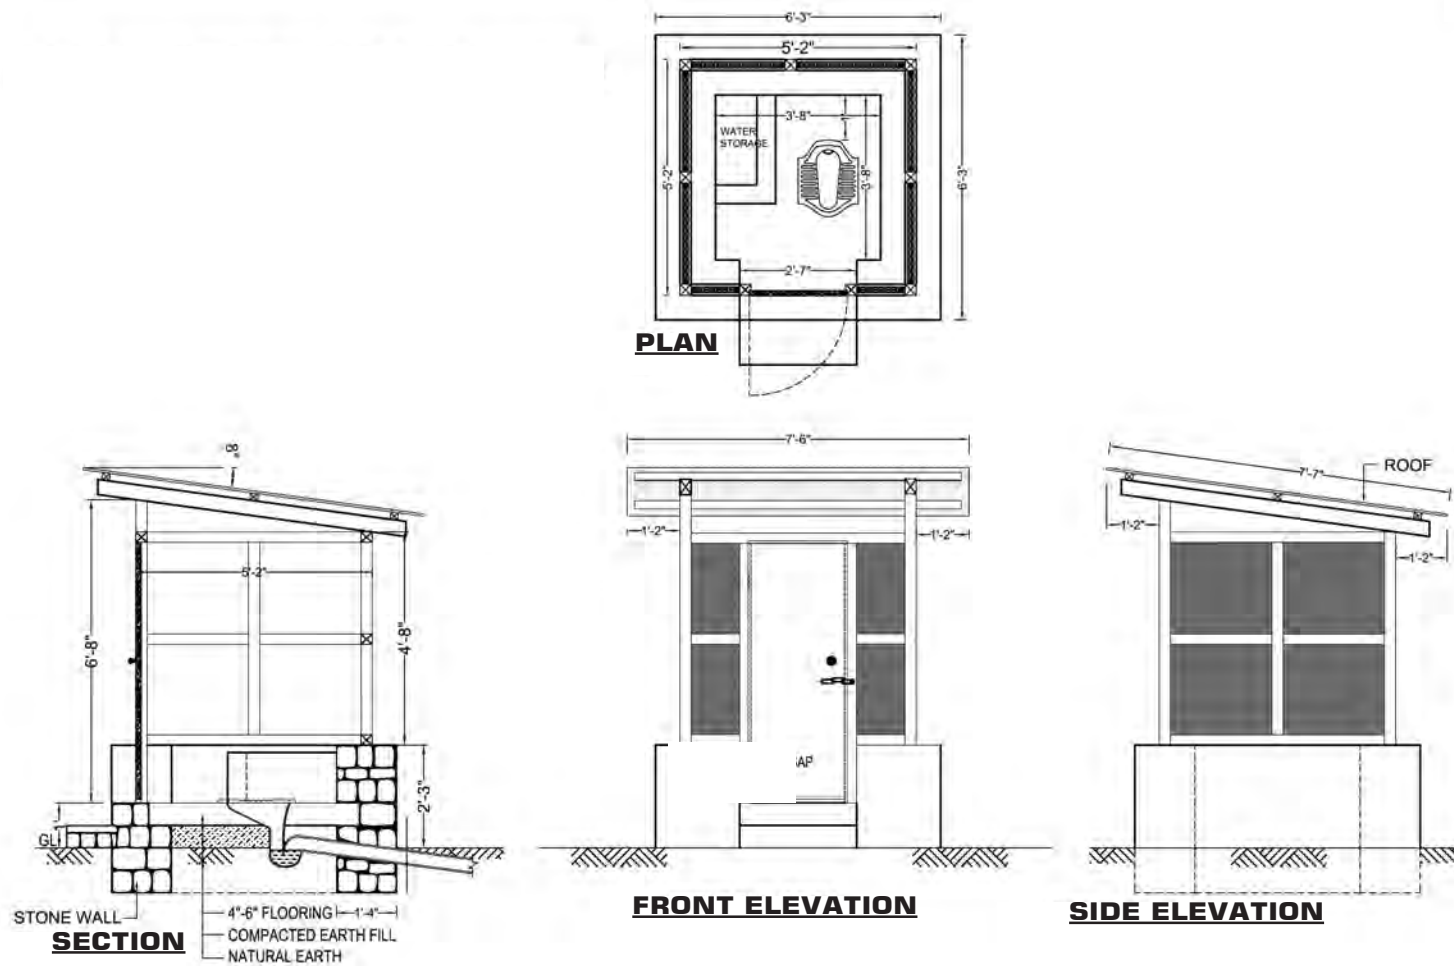 6'-3"
5'-2"
3'-8"
1'
WATER
STORAGE
5'-2"
3'-8"
6'-3"
2'-7"
PLAN
8°
5'-2"
6'-8"
4'-8"
2'-3"
GL
STONE WALL
4"-6" FLOORING
1'-4"
COMPACTED EARTH FILL
NATURAL EARTH
SECTION
7'-6"
1'-2"
1'-2"
AP
FRONT ELEVATION
7'-7"
ROOF
1'-2"
1'-2"
SIDE ELEVATION